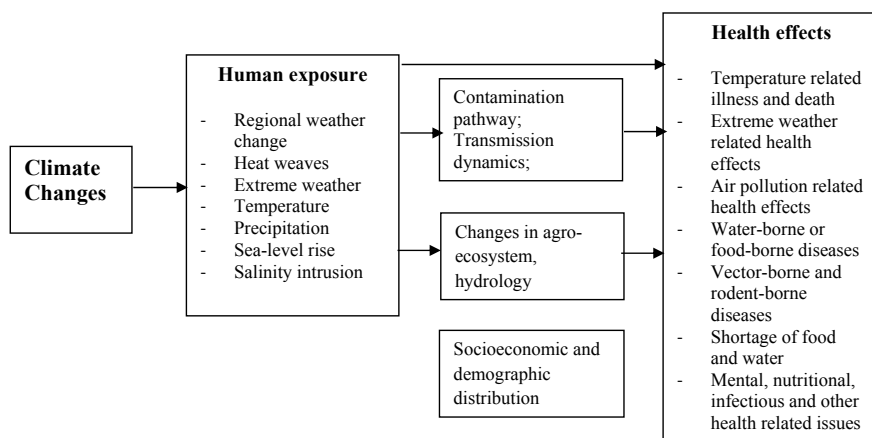 Climate
Changes
Human exposure
- Regional weather
change
- Heat weaves
- Extreme weather
- Temperature
- Precipitation
- Sea-level rise
- Salinity intrusion
Contamination
pathway;
Transmission
dynamics;
Changes in agro-
ecosystem,
hydrology
Socioeconomic and
demographic
distribution
Health effects
- Temperature related
illness and death
- Extreme weather
related health
effects
- Air pollution related
health effects
- Water-borne or
food-borne diseases
- Vector-borne and
rodent-borne
diseases
- Shortage of food
and water
- Mental, nutritional,
infectious and other
health related issues